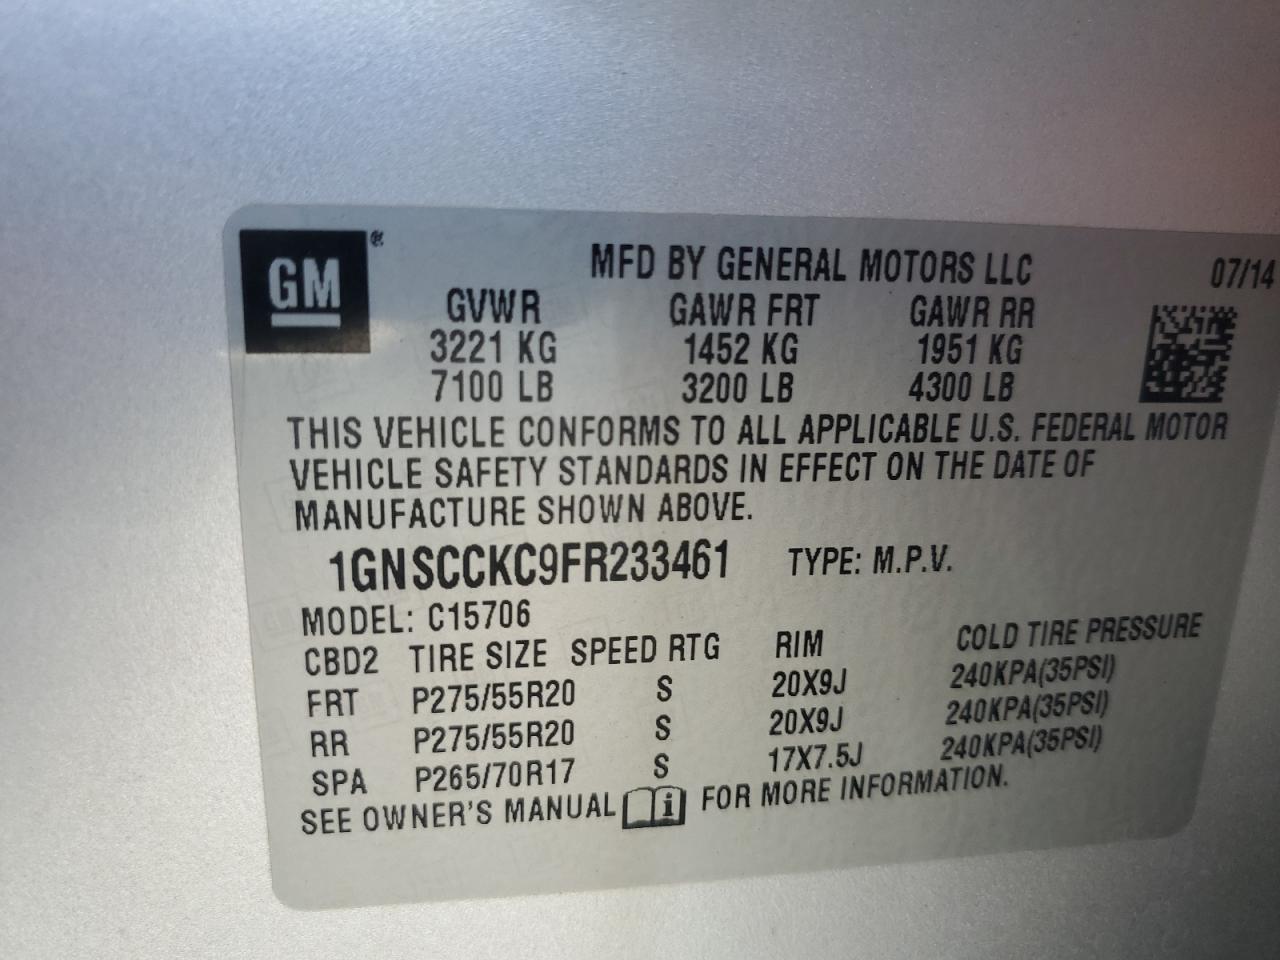 GM®
MFD BY GENERAL MOTORS LLC 07/14
GVWR GAWR FRT GAWR RR
3221 KG 1452 KG 1951 KG
7100 LB 3200 LB 4300 LB
THIS VEHICLE CONFORMS TO ALL APPLICABLE U.S. FEDERAL MOTOR
VEHICLE SAFETY STANDARDS IN EFFECT ON THE DATE OF
MANUFACTURE SHOWN ABOVE.
1GNSCCKC9FR233461 TYPE: M.P.V.
MODEL: C15706
CBD2 TIRE SIZE SPEED RTG RIM COLD TIRE PRESSURE
FRT P275/55R20 S 20X9J 240KPA(35PSI)
RR P275/55R20 S 20X9J 240KPA(35PSI)
SPA P265/70R17 S 17X7.5J 240KPA(35PSI)
SEE OWNER'S MANUAL i FOR MORE INFORMATION.